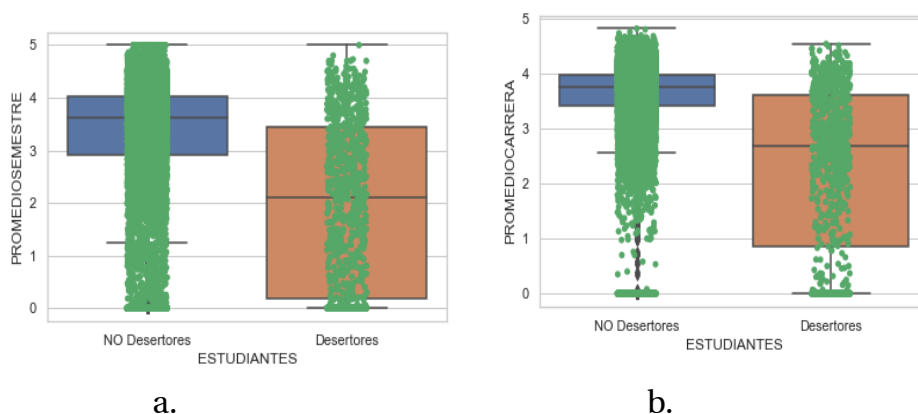 PROMEDIOSEMESTRE
5
4
3
2
1
0
NO Desertores
Desertores
ESTUDIANTES
a.
PROMEDIOCARRERA
5
4
3
2
1
0
NO Desertores
Desertores
ESTUDIANTES
b.